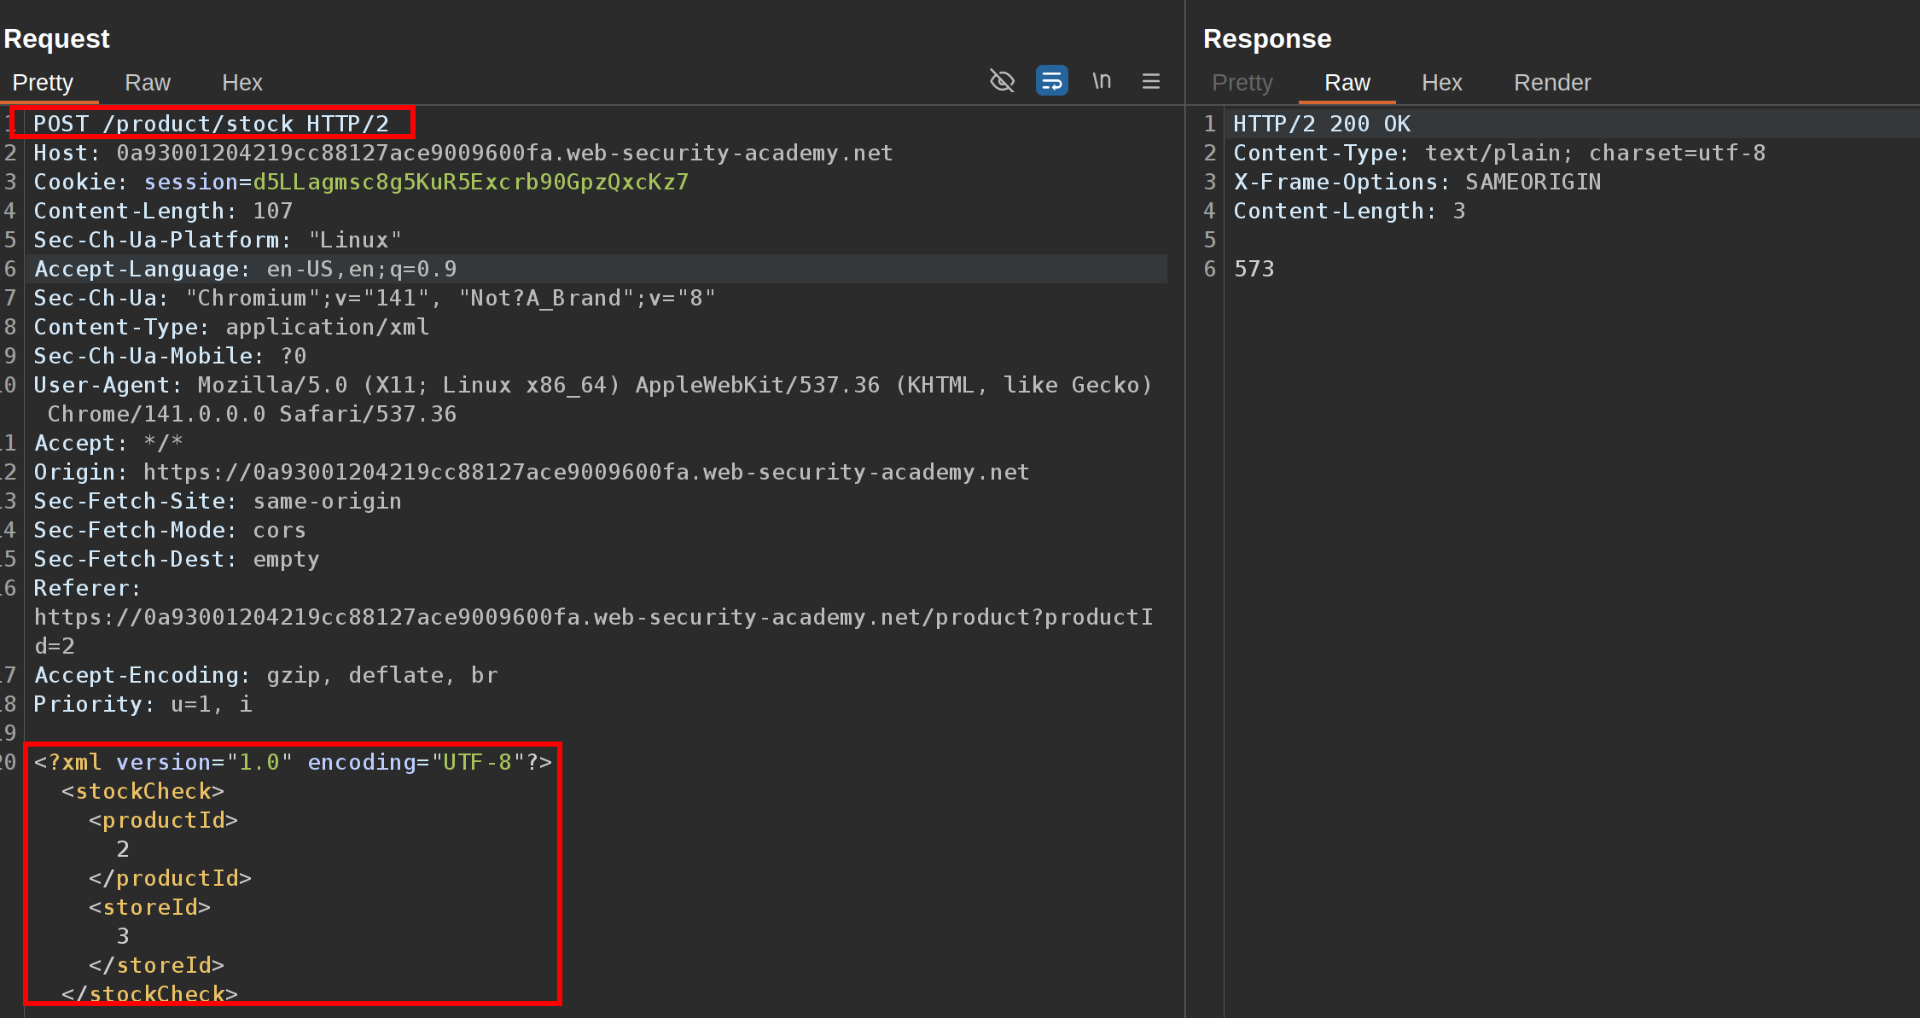 Request
Pretty Raw Hex
\n
1 POST /product/stock HTTP/2
2 Host: 0a93001204219cc88127ace9009600fa.web-security-academy.net
3 Cookie: session=d5LLagmsc8g5KuR5Excrb90GpzQxcKz7
4 Content-Length: 107
5 Sec-Ch-Ua-Platform: "Linux"
6 Accept-Language: en-US,en;q=0.9
7 Sec-Ch-Ua: "Chromium";v="141", "Not?A_Brand";v="8"
8 Content-Type: application/xml
9 Sec-Ch-Ua-Mobile: ?0
10 User-Agent: Mozilla/5.0 (X11; Linux x86_64) AppleWebKit/537.36 (KHTML, like Gecko)
Chrome/141.0.0.0 Safari/537.36
11 Accept: */*
12 Origin: https://0a93001204219cc88127ace9009600fa.web-security-academy.net
13 Sec-Fetch-Site: same-origin
14 Sec-Fetch-Mode: cors
15 Sec-Fetch-Dest: empty
16 Referer:
https://0a93001204219cc88127ace9009600fa.web-security-academy.net/product?productI
d=2
17 Accept-Encoding: gzip, deflate, br
18 Priority: u=1, i
19
20 <?xml version="1.0" encoding="UTF-8"?>
<stockCheck>
<productId>
2
</productId>
<storeId>
3
</storeId>
</stockCheck>
Response
Pretty Raw Hex Render
1 HTTP/2 200 OK
2 Content-Type: text/plain; charset=utf-8
3 X-Frame-Options: SAMEORIGIN
4 Content-Length: 3
5
6 573